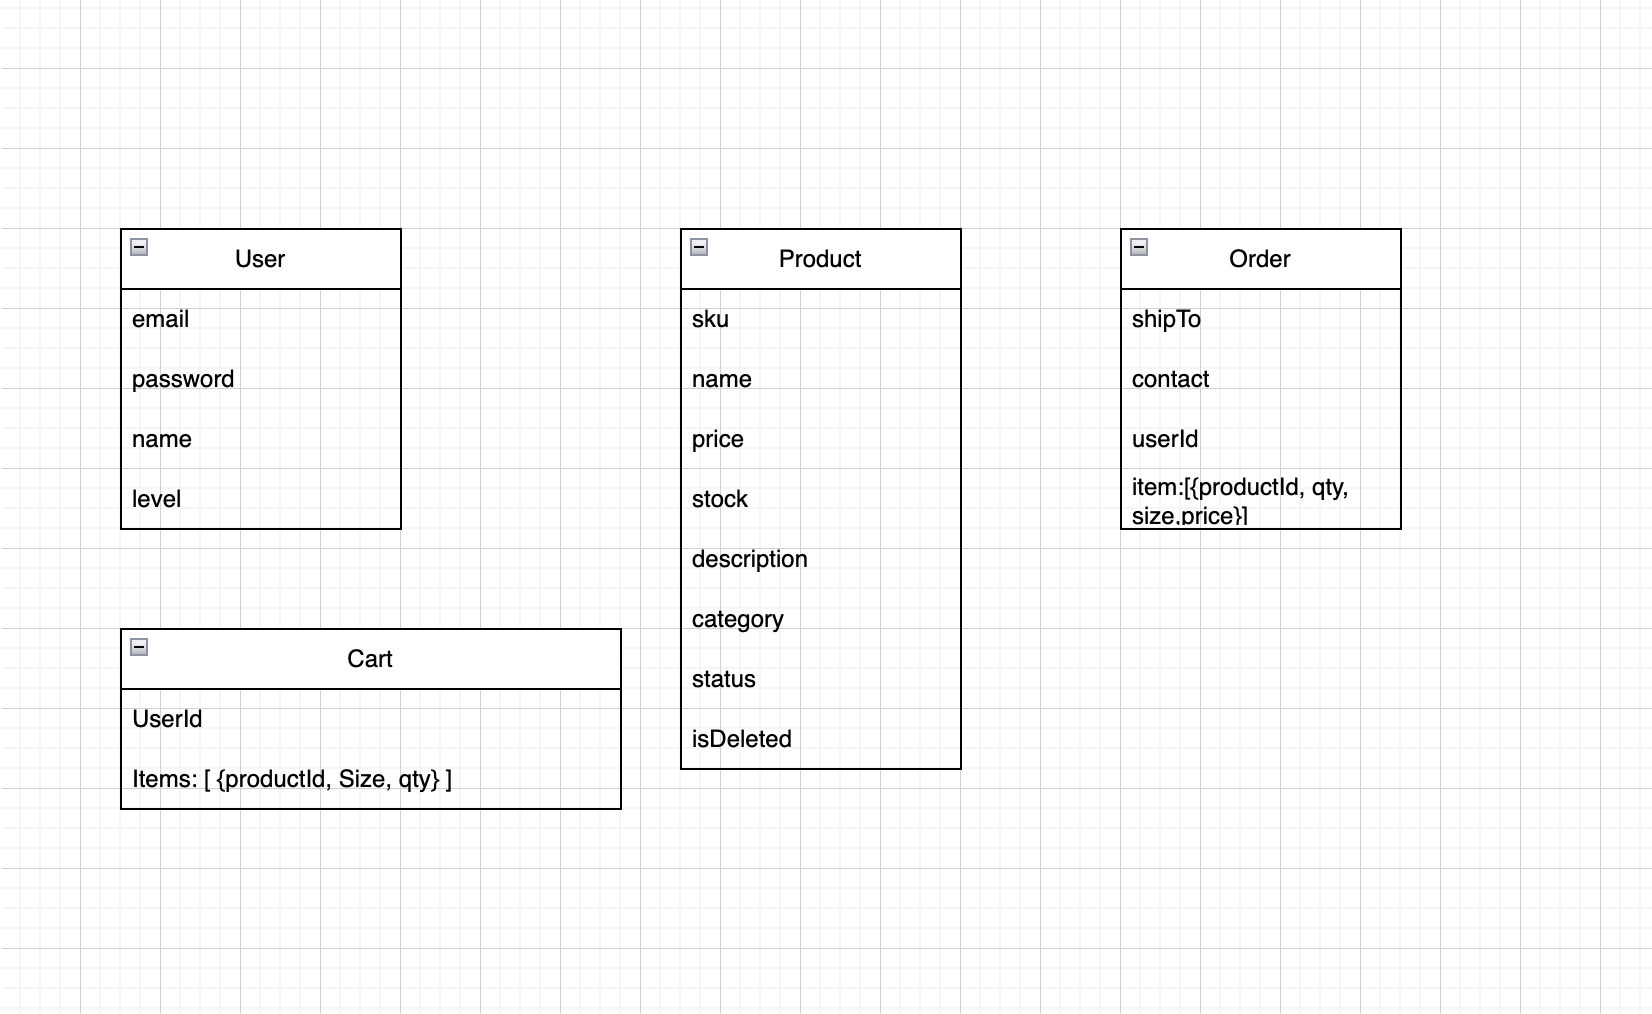 User
email
password
name
level
Cart
UserId
Items: [ {productId, Size, qty} ]
Product
sku
name
price
stock
description
category
status
isDeleted
Order
shipTo
contact
userId
item:[{productId, qty,
size,price}]